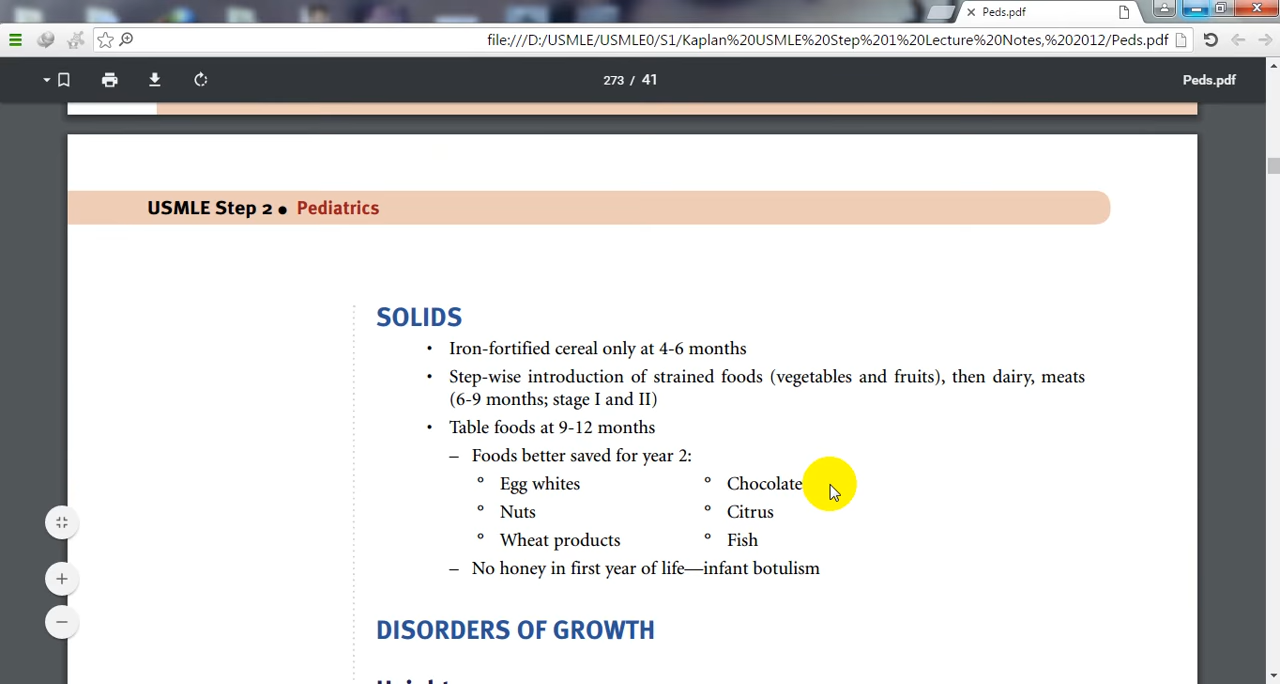 Peds.pdf
file:///D:/USMLE/USMLE0/S1/Kaplan%20USMLE%20Step%201%20Lecture%20Notes,%202012/Peds.pdf
273 / 41
Peds.pdf
USMLE Step 2 ● Pediatrics
SOLIDS
• Iron-fortified cereal only at 4-6 months
• Step-wise introduction of strained foods (vegetables and fruits), then dairy, meats
(6-9 months; stage I and II)
• Table foods at 9-12 months
– Foods better saved for year 2:
° Egg whites ° Chocolate
° Nuts ° Citrus
° Wheat products ° Fish
– No honey in first year of life—infant botulism
DISORDERS OF GROWTH